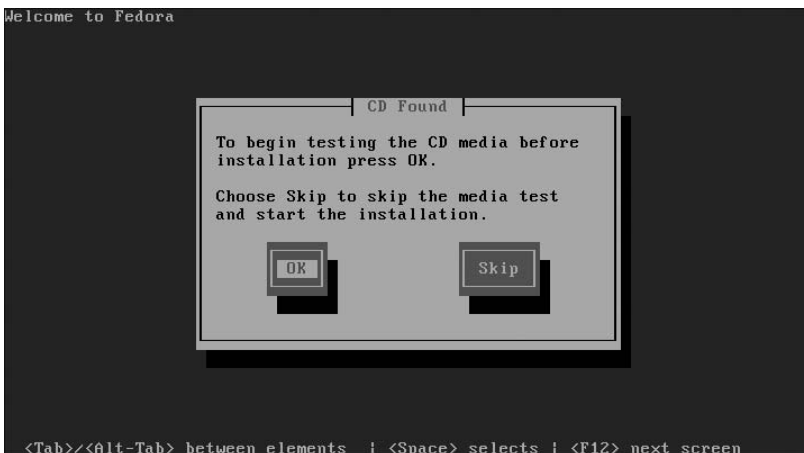 Welcome to Fedora
CD Found
To begin testing the CD media before
installation press OK.
Choose Skip to skip the media test
and start the installation.
OK Skip
<Tab>/<Alt-Tab> between elements | <Space> selects | <F12> next screen